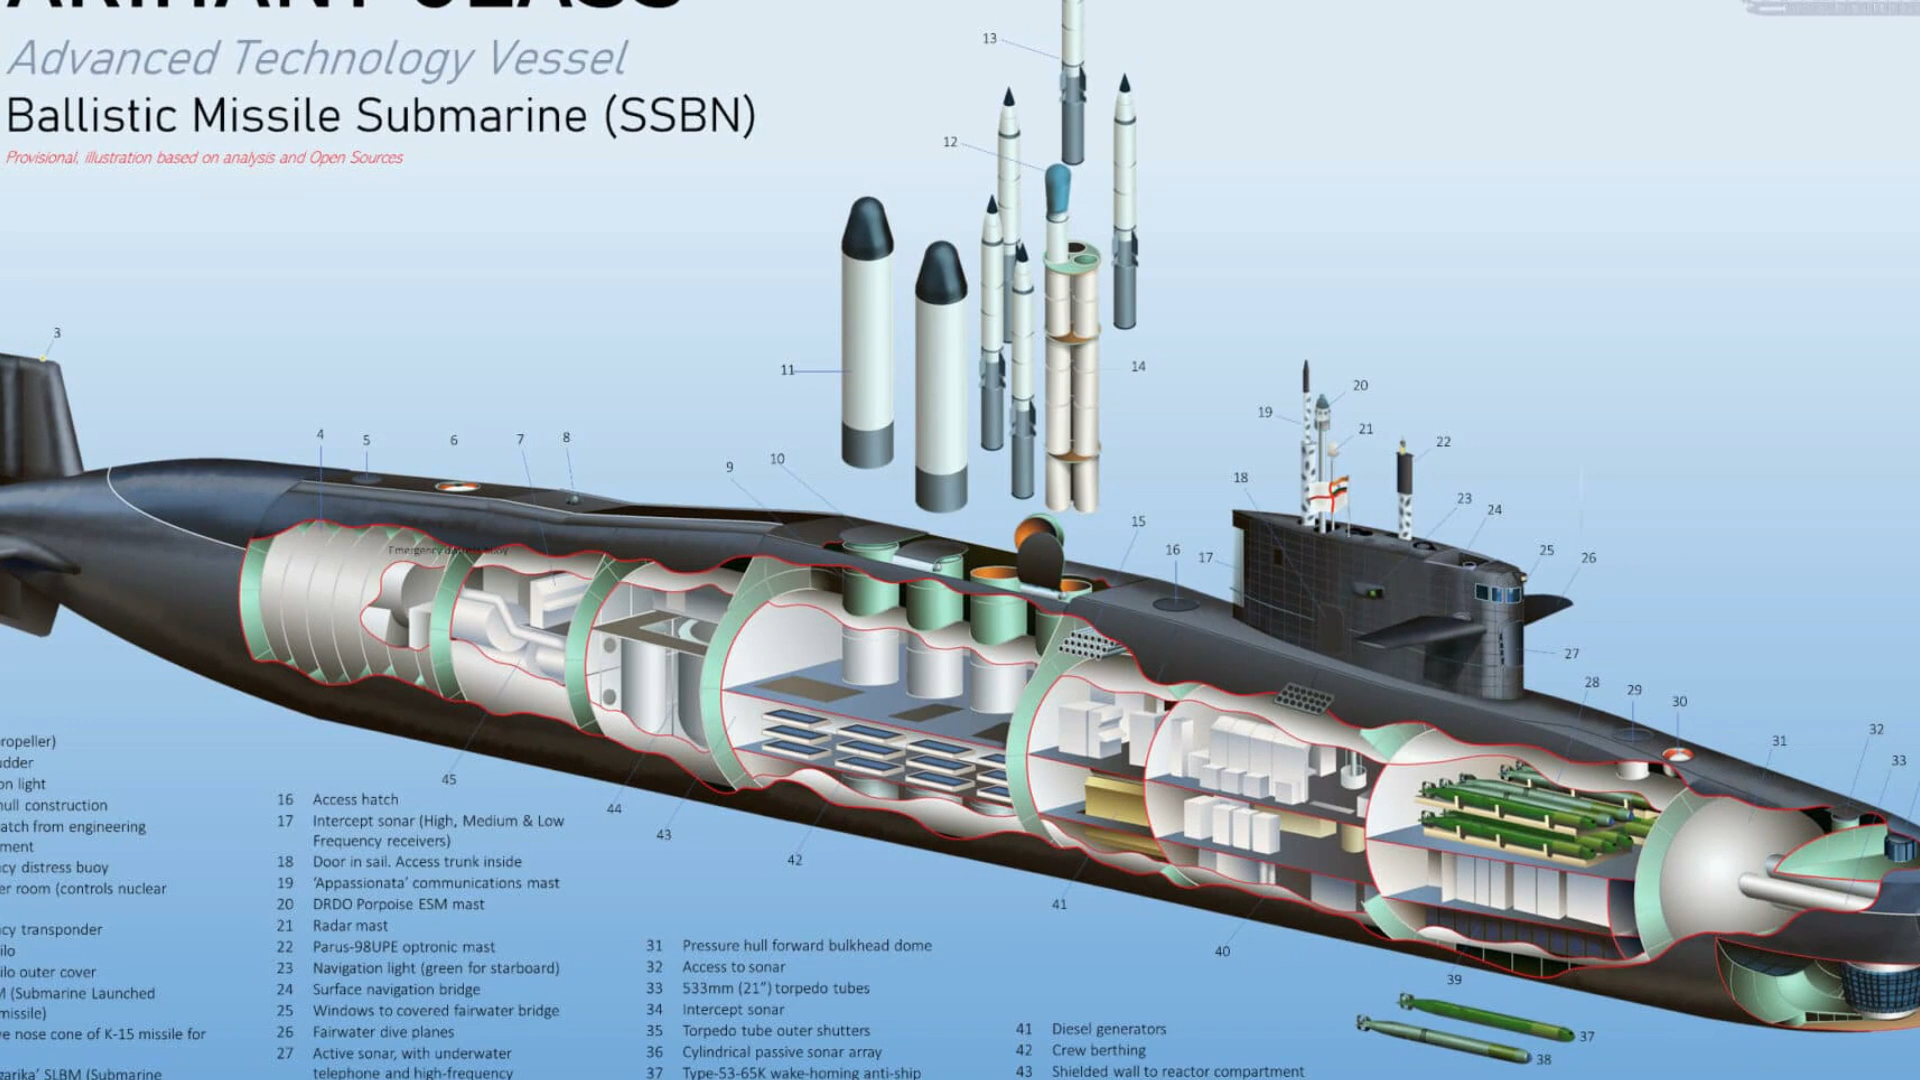 ARIHANT CLASS
Advanced Technology Vessel
Ballistic Missile Submarine (SSBN)
Provisional, illustration based on analysis and Open Sources
13
12
3
11
14
20
19
21
22
4
5
6
7
8
9
10
18
23
24
15
16
17
25
26
Emergency distress buoy
27
28
29
30
31
32
33
45
44
43
42
41
40
39
37
38
ropeller)
udder
on light
hull construction
atch from engineering
ment
cy distress buoy
er room (controls nuclear
cy transponder
ilo
ilo outer cover
M (Submarine Launched
missile)
ve nose cone of K-15 missile for
garika’ SLBM (Submarine
16 Access hatch
17 Intercept sonar (High, Medium & Low
Frequency receivers)
18 Door in sail. Access trunk inside
19 ‘Appassionata’ communications mast
20 DRDO Porpoise ESM mast
21 Radar mast
22 Parus-98UPE optronic mast
23 Navigation light (green for starboard)
24 Surface navigation bridge
25 Windows to covered fairwater bridge
26 Fairwater dive planes
27 Active sonar, with underwater
telephone and high-frequency
31 Pressure hull forward bulkhead dome
32 Access to sonar
33 533mm (21”) torpedo tubes
34 Intercept sonar
35 Torpedo tube outer shutters
36 Cylindrical passive sonar array
37 Type-53-65K wake-homing anti-ship
41 Diesel generators
42 Crew berthing
43 Shielded wall to reactor compartment